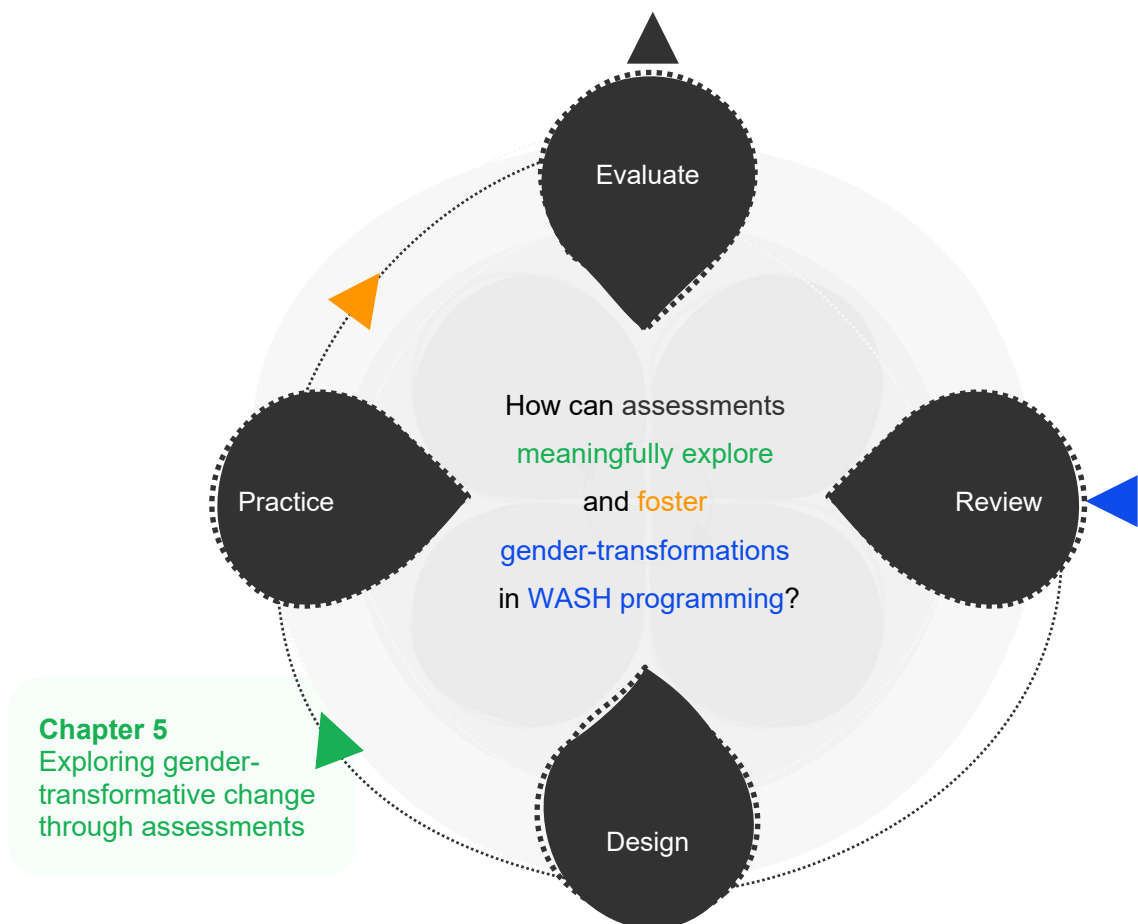 Evaluate
How can assessments
meaningfully explore
and foster
gender-transformations
in WASH programming?
Practice
Review
Chapter 5
Exploring gender-
transformative change
through assessments
Design